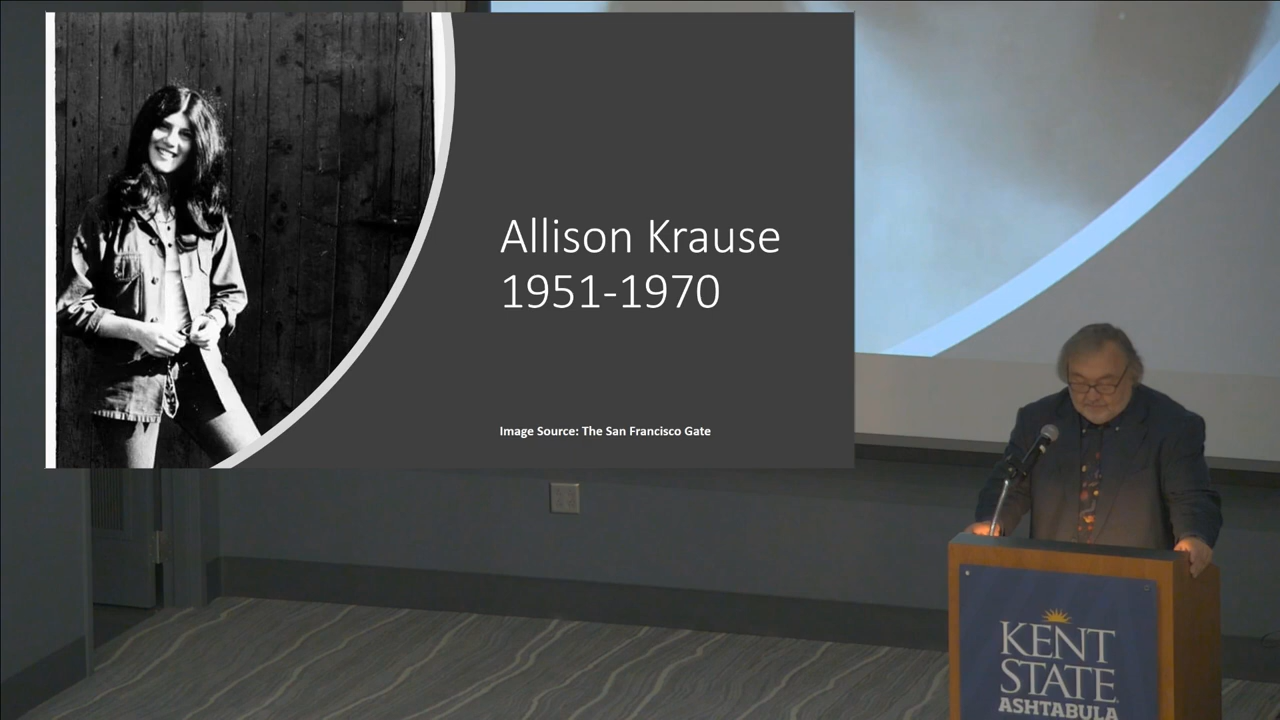 Allison Krause
1951-1970
Image Source: The San Francisco Gate
KENT
STATE
ASHTABULA